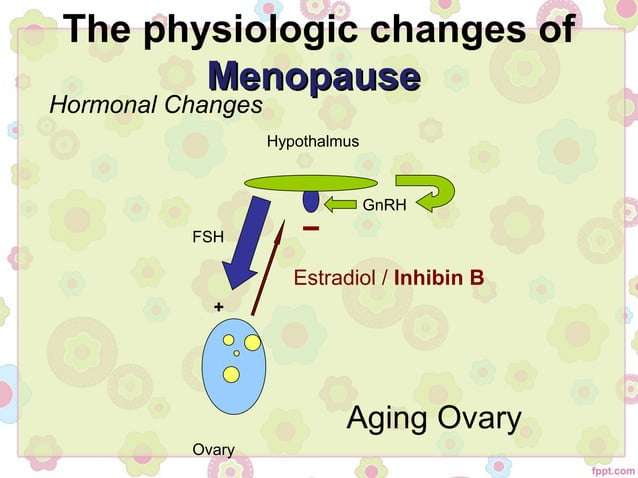 The physiologic changes of
Menopause
Hormonal Changes
Hypothalmus
GnRH
FSH
–
Estradiol / Inhibin B
+
Aging Ovary
Ovary
fppt.com